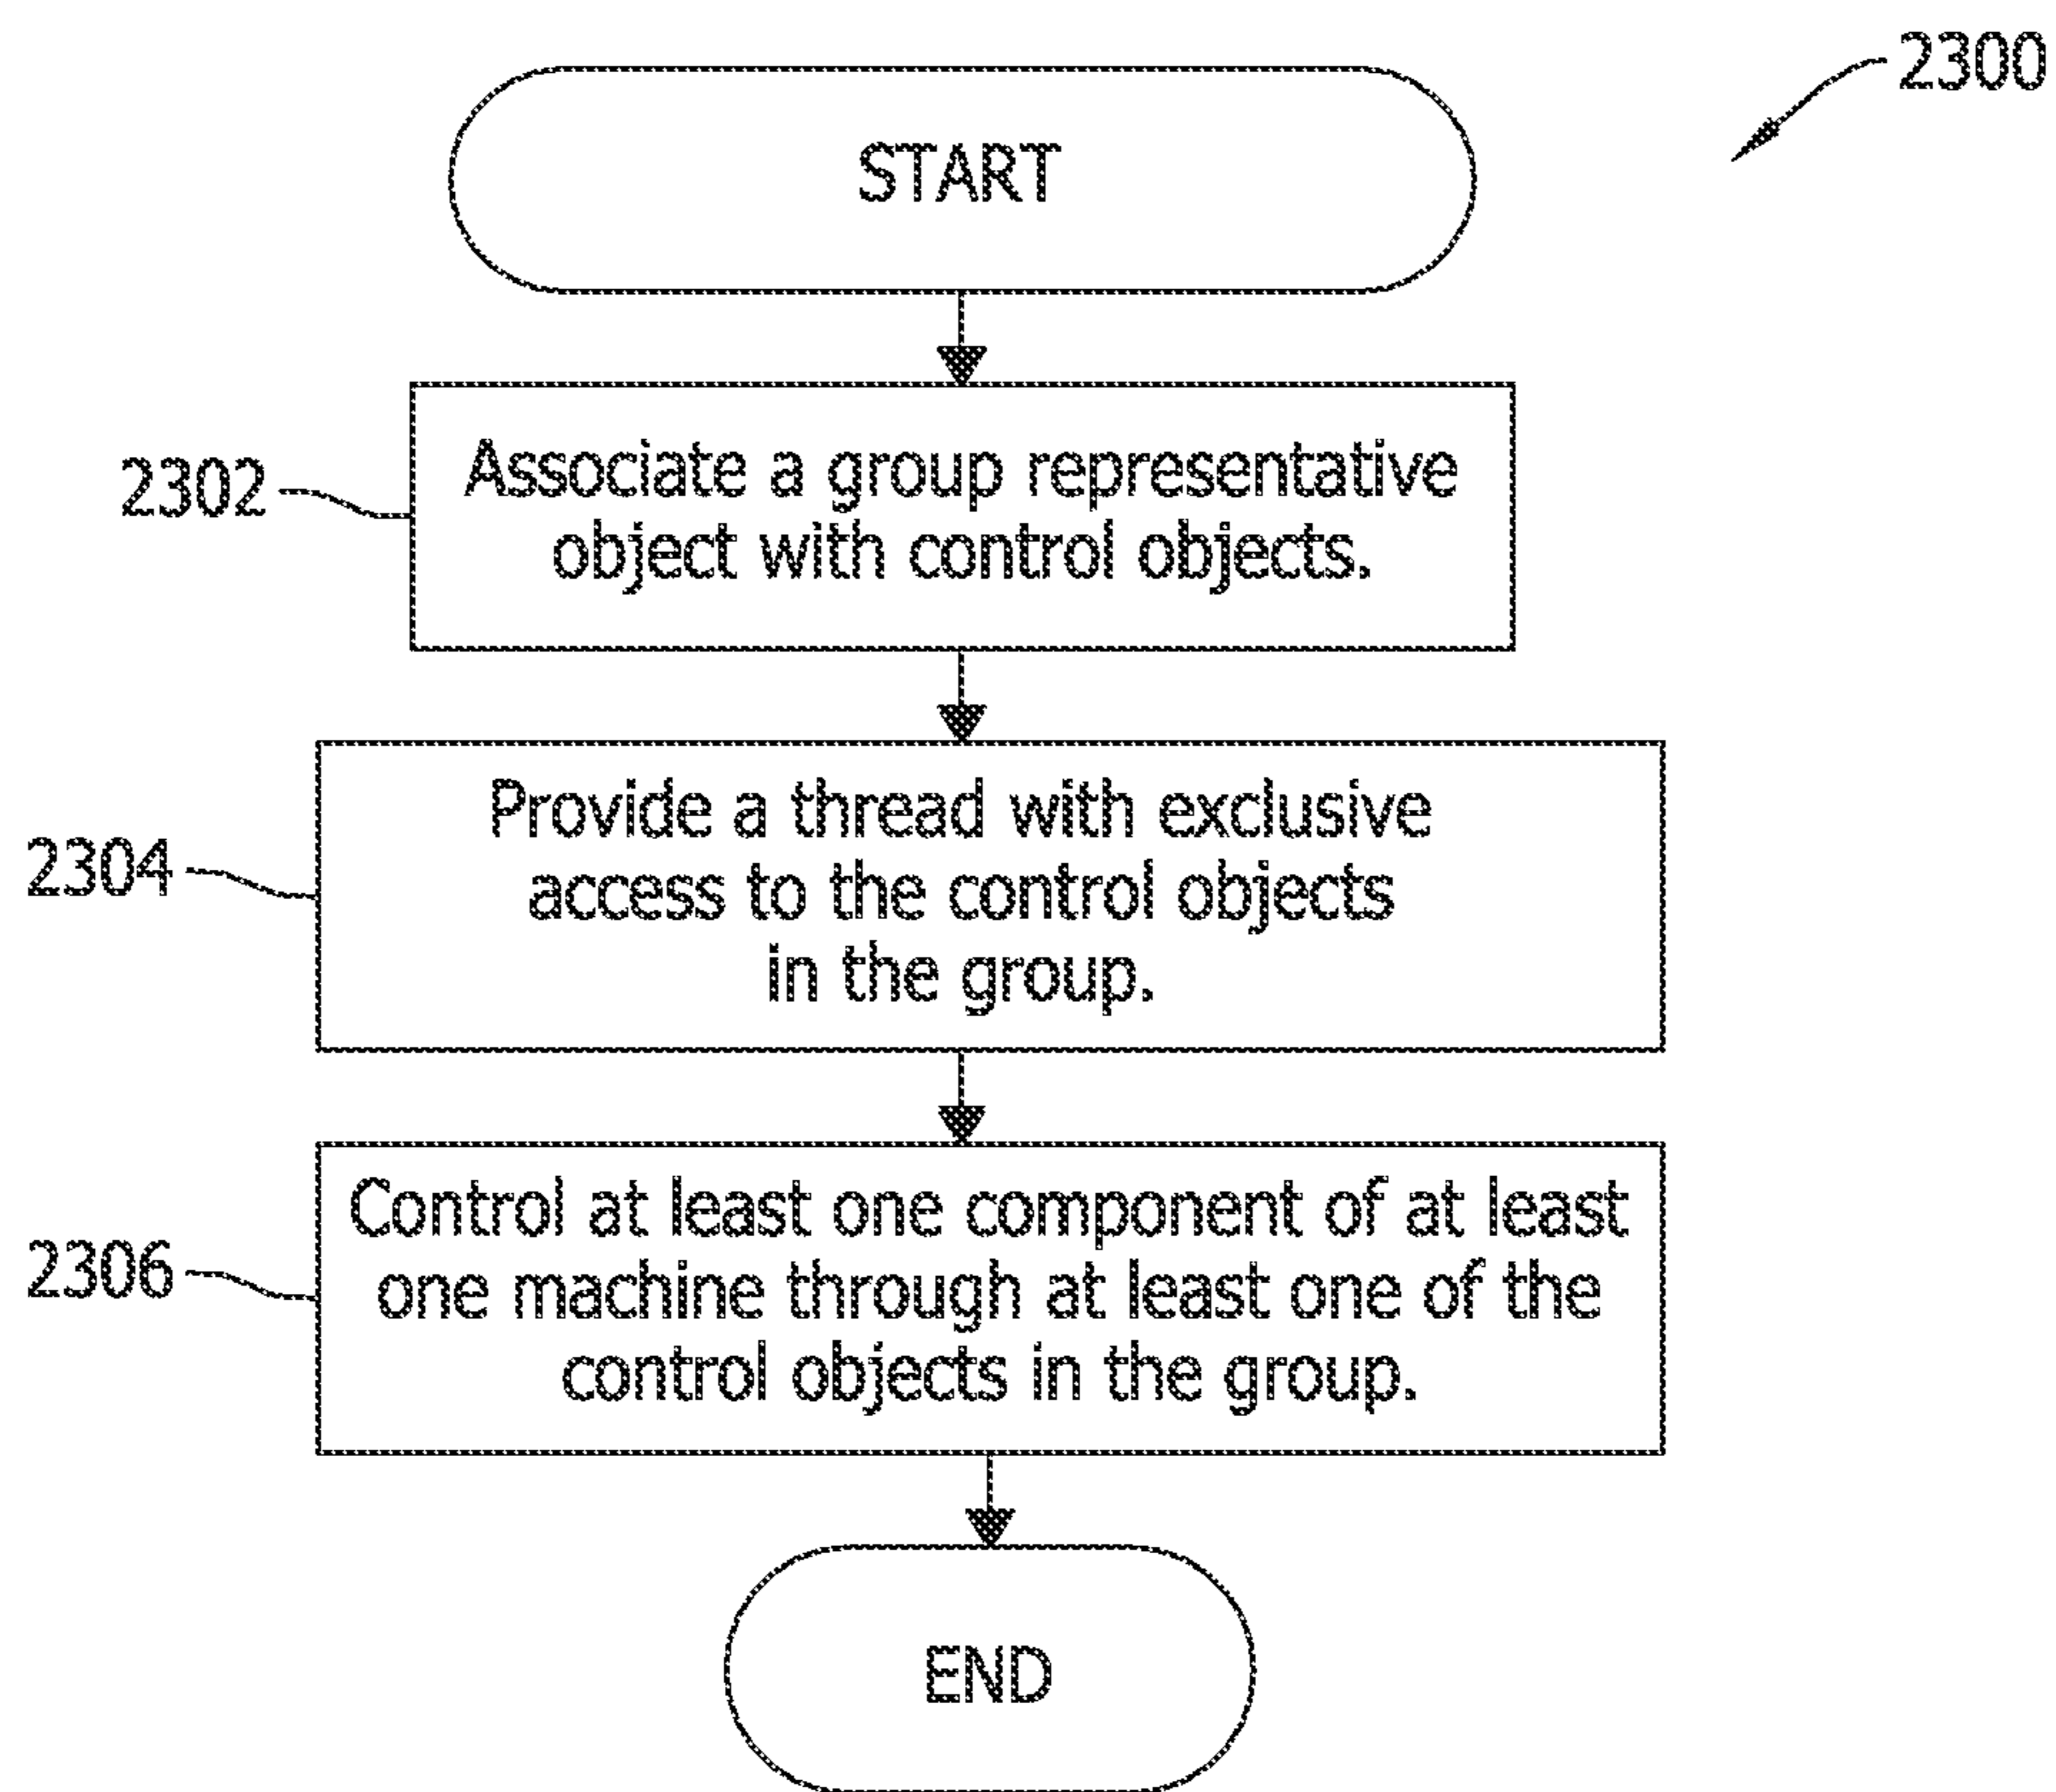 2300
START
2302
Associate a group representative
object with control objects.
2304
Provide a thread with exclusive
access to the control objects
in the group.
2306
Control at least one component of at least
one machine through at least one of the
control objects in the group.
END